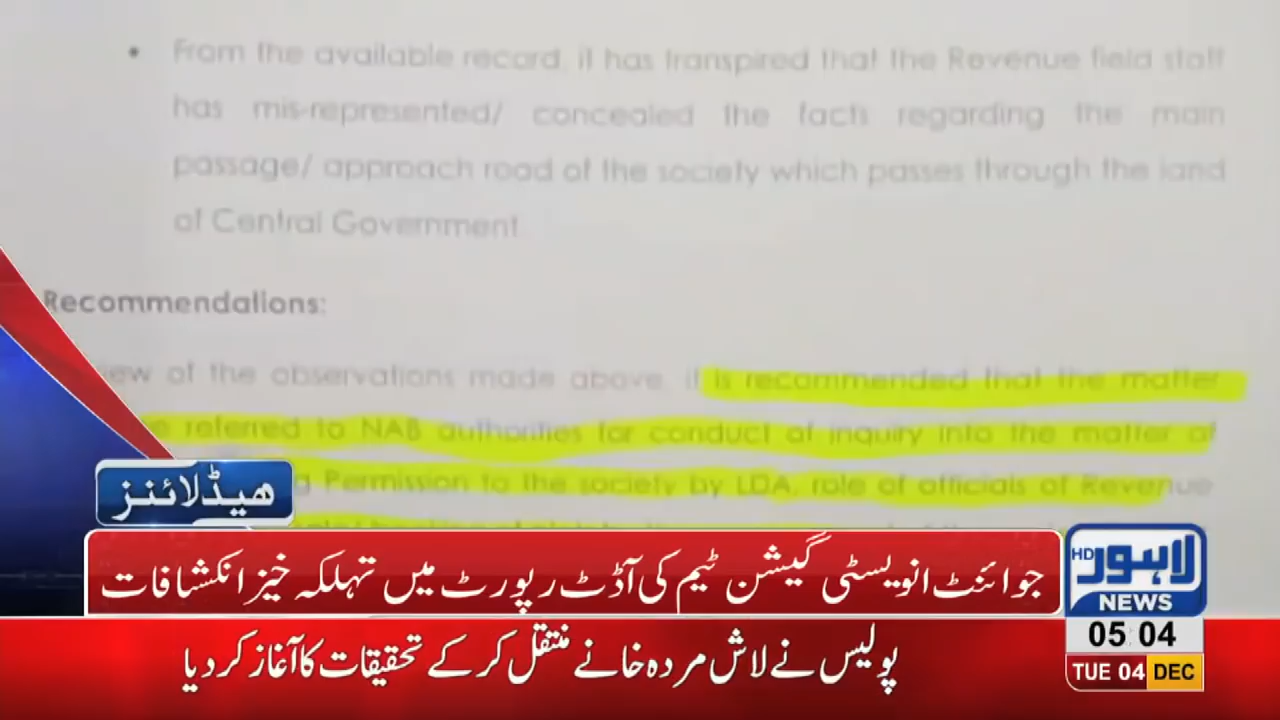 • From the available record, it has transpired that the Revenue field staff
has mis-represented/ concealed the facts regarding the main
passage/ approach road of the society which passes through the land
of Central Government.
Recommendations:
of the observations made above, it is recommended that the matter
referred to NAB authorities for conduct of inquiry into the matter of
Permission to the society by LDA, role of officials of Revenue
ھیڈلائنز
جوائنٹ انویسٹی گیشن ٹیم کی آڈٹ رپورٹ میں تہلکہ خیز انکشافات
HD لاہور
NEWS
05:04
TUE 04 DEC
پولیس نے لاش مردہ خانے منتقل کر کے تحقیقات کا آغاز کر دیا